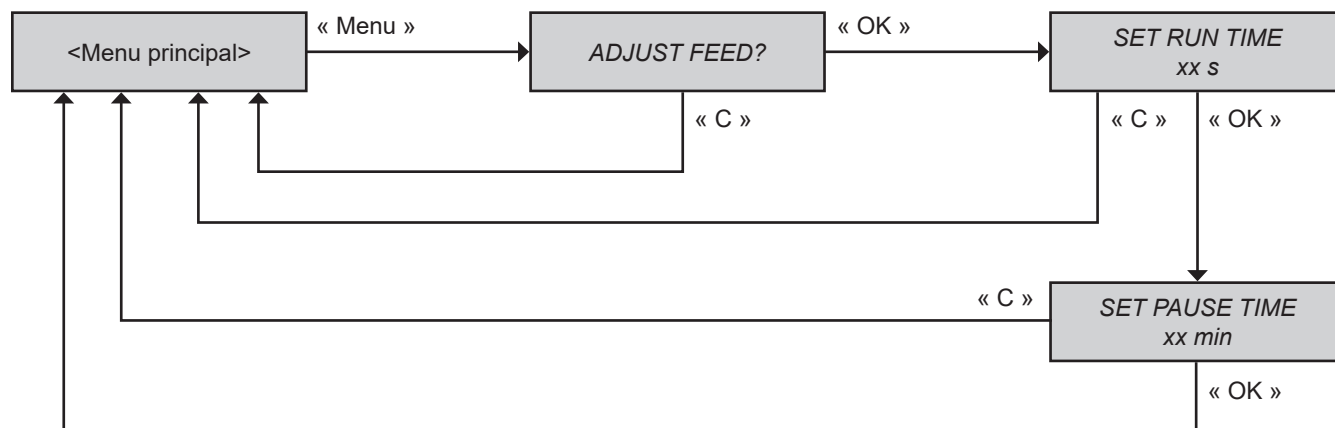 <Menu principal>
« Menu »
ADJUST FEED?
« OK »
SET RUN TIME
xx s
« C »
« C »
« OK »
« C »
SET PAUSE TIME
xx min
« OK »